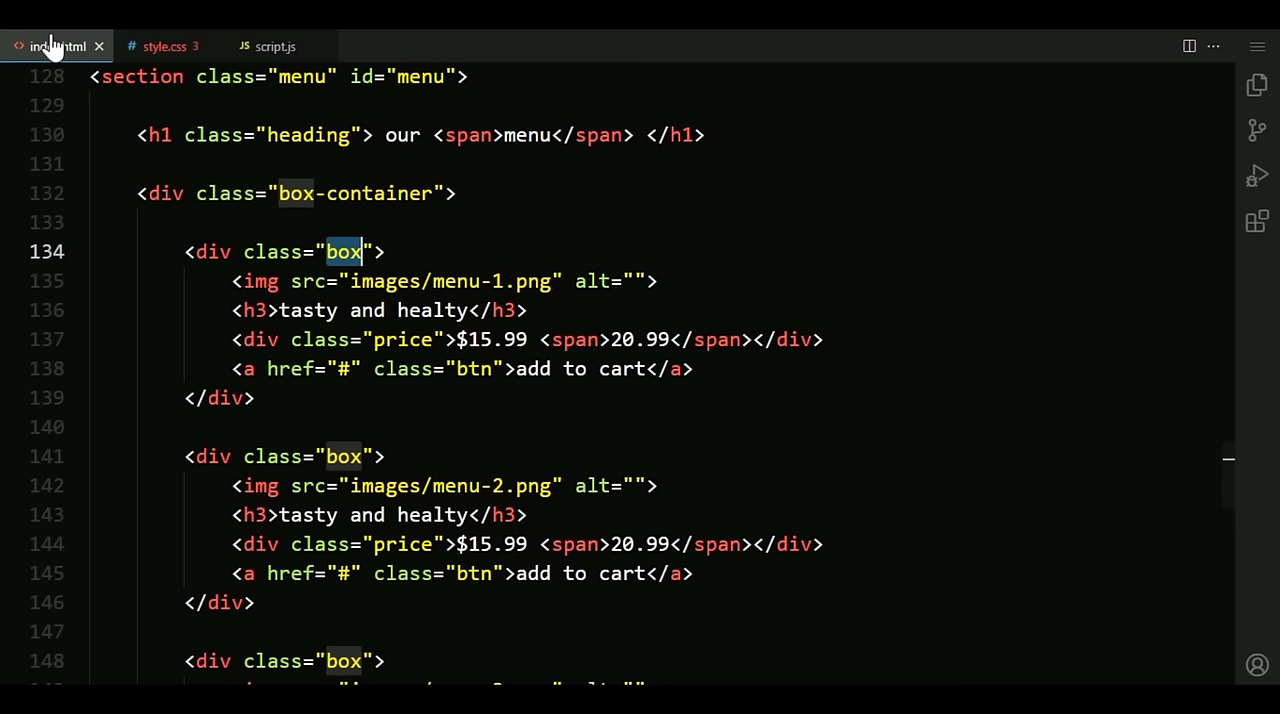 index.html
style.css 3
JS script.js
128 <section class="menu" id="menu">
129
130 <h1 class="heading"> our <span>menu</span> </h1>
131
132 <div class="box-container">
133
134 <div class="box">
135 <img src="images/menu-1.png" alt="">
136 <h3>tasty and healty</h3>
137 <div class="price">$15.99 <span>20.99</span></div>
138 <a href="#" class="btn">add to cart</a>
139 </div>
140
141 <div class="box">
142 <img src="images/menu-2.png" alt="">
143 <h3>tasty and healty</h3>
144 <div class="price">$15.99 <span>20.99</span></div>
145 <a href="#" class="btn">add to cart</a>
146 </div>
147
148 <div class="box">